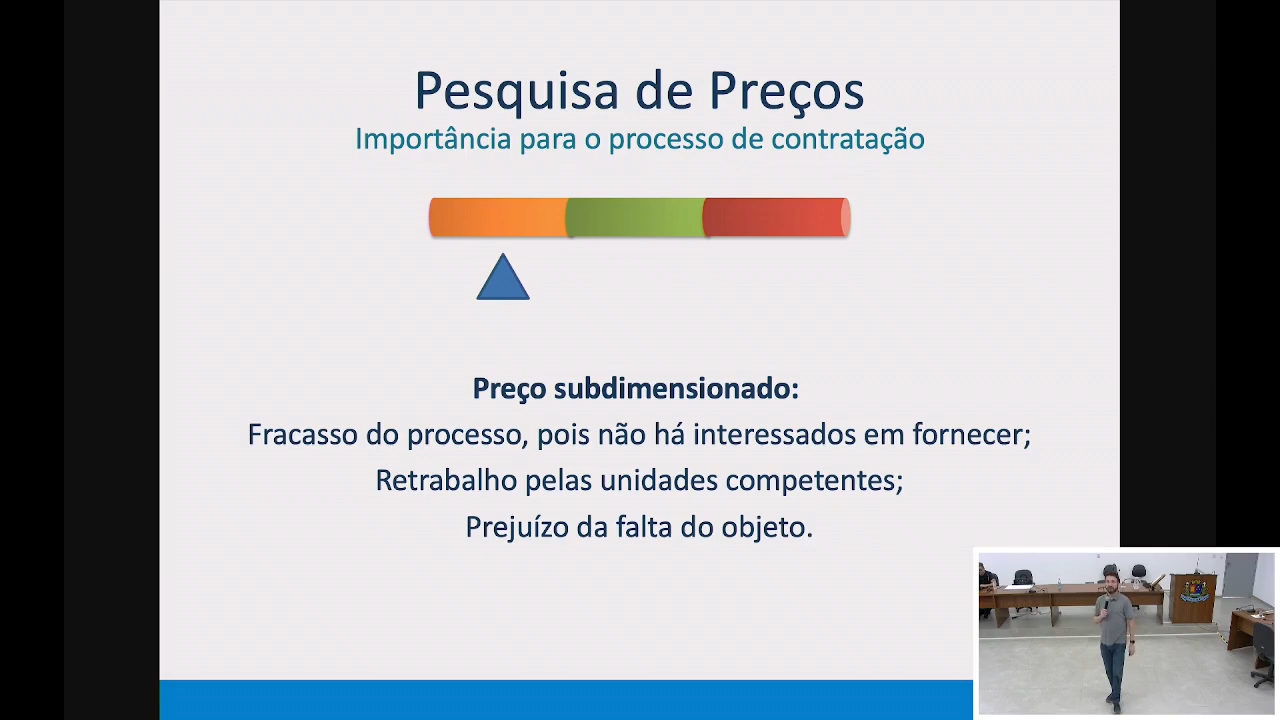 Pesquisa de Preços
Importância para o processo de contratação
Preço subdimensionado:
Fracasso do processo, pois não há interessados em fornecer;
Retrabalho pelas unidades competentes;
Prejuízo da falta do objeto.